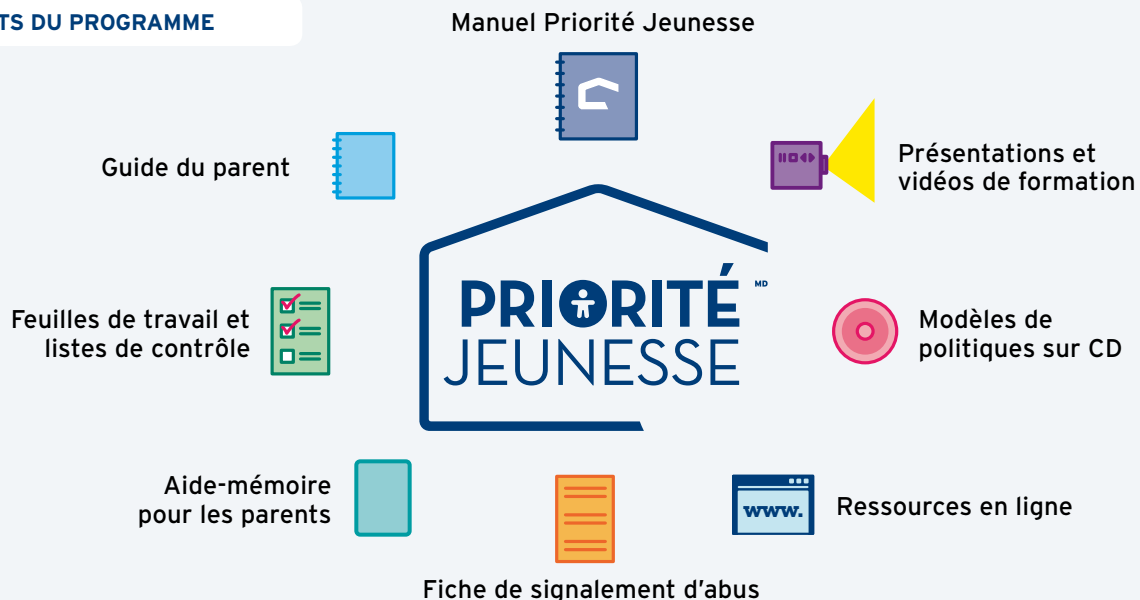 TS DU PROGRAMME
Manuel Priorité Jeunesse
Guide du parent
Présentations et
vidéos de formation
PRIORITÉ MD
JEUNESSE
Feuilles de travail et
listes de contrôle
Modèles de
politiques sur CD
Aide-mémoire
pour les parents
www.
Ressources en ligne
Fiche de signalement d'abus